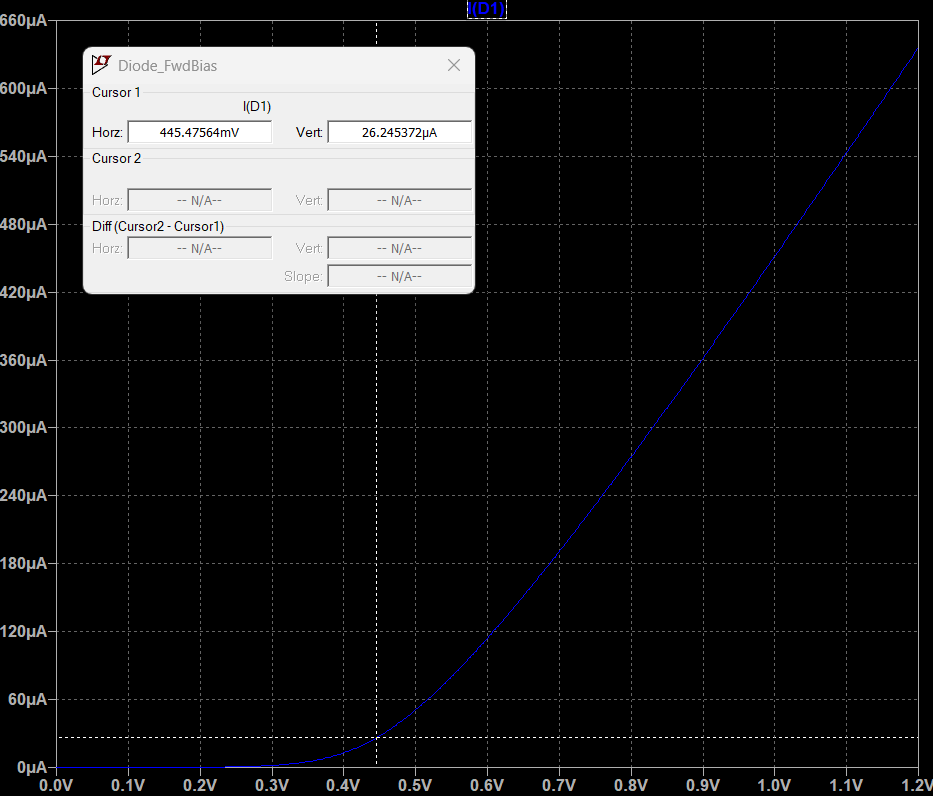 I(D1)
660µA
600µA
540µA
480µA
420µA
360µA
300µA
240µA
180µA
120µA
60µA
0µA
Diode_FwdBias
Cursor 1
I(D1)
Horz: 445.47564mV Vert: 26.245372µA
Cursor 2
Horz: -- N/A-- Vert: -- N/A--
Diff (Cursor2 - Cursor1)
Horz: -- N/A-- Vert: -- N/A--
Slope: -- N/A--
0.0V 0.1V 0.2V 0.3V 0.4V 0.5V 0.6V 0.7V 0.8V 0.9V 1.0V 1.1V 1.2V